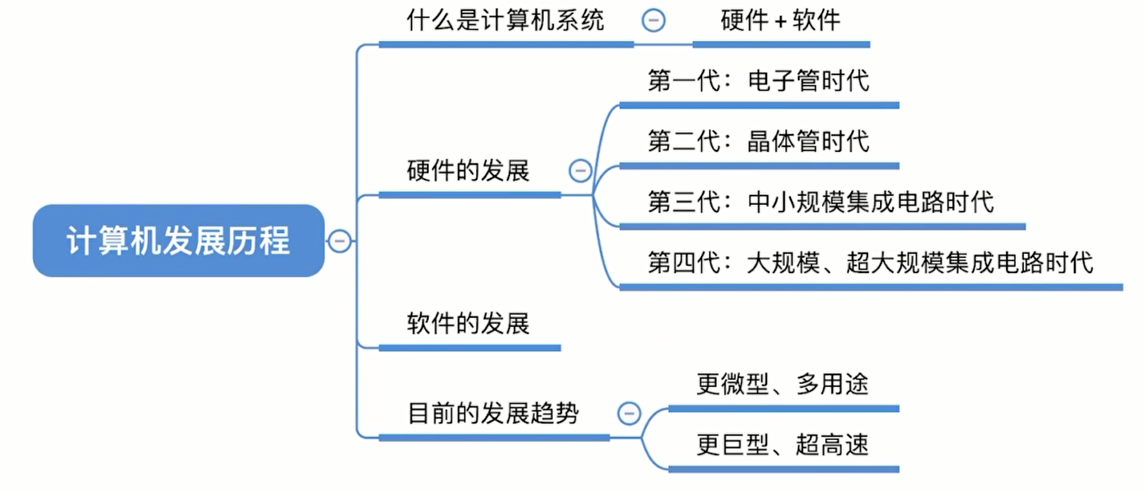 计算机发展历程
什么是计算机系统
硬件+软件
硬件的发展
第一代：电子管时代
第二代：晶体管时代
第三代：中小规模集成电路时代
第四代：大规模、超大规模集成电路时代
软件的发展
目前的发展趋势
更微型、多用途
更巨型、超高速